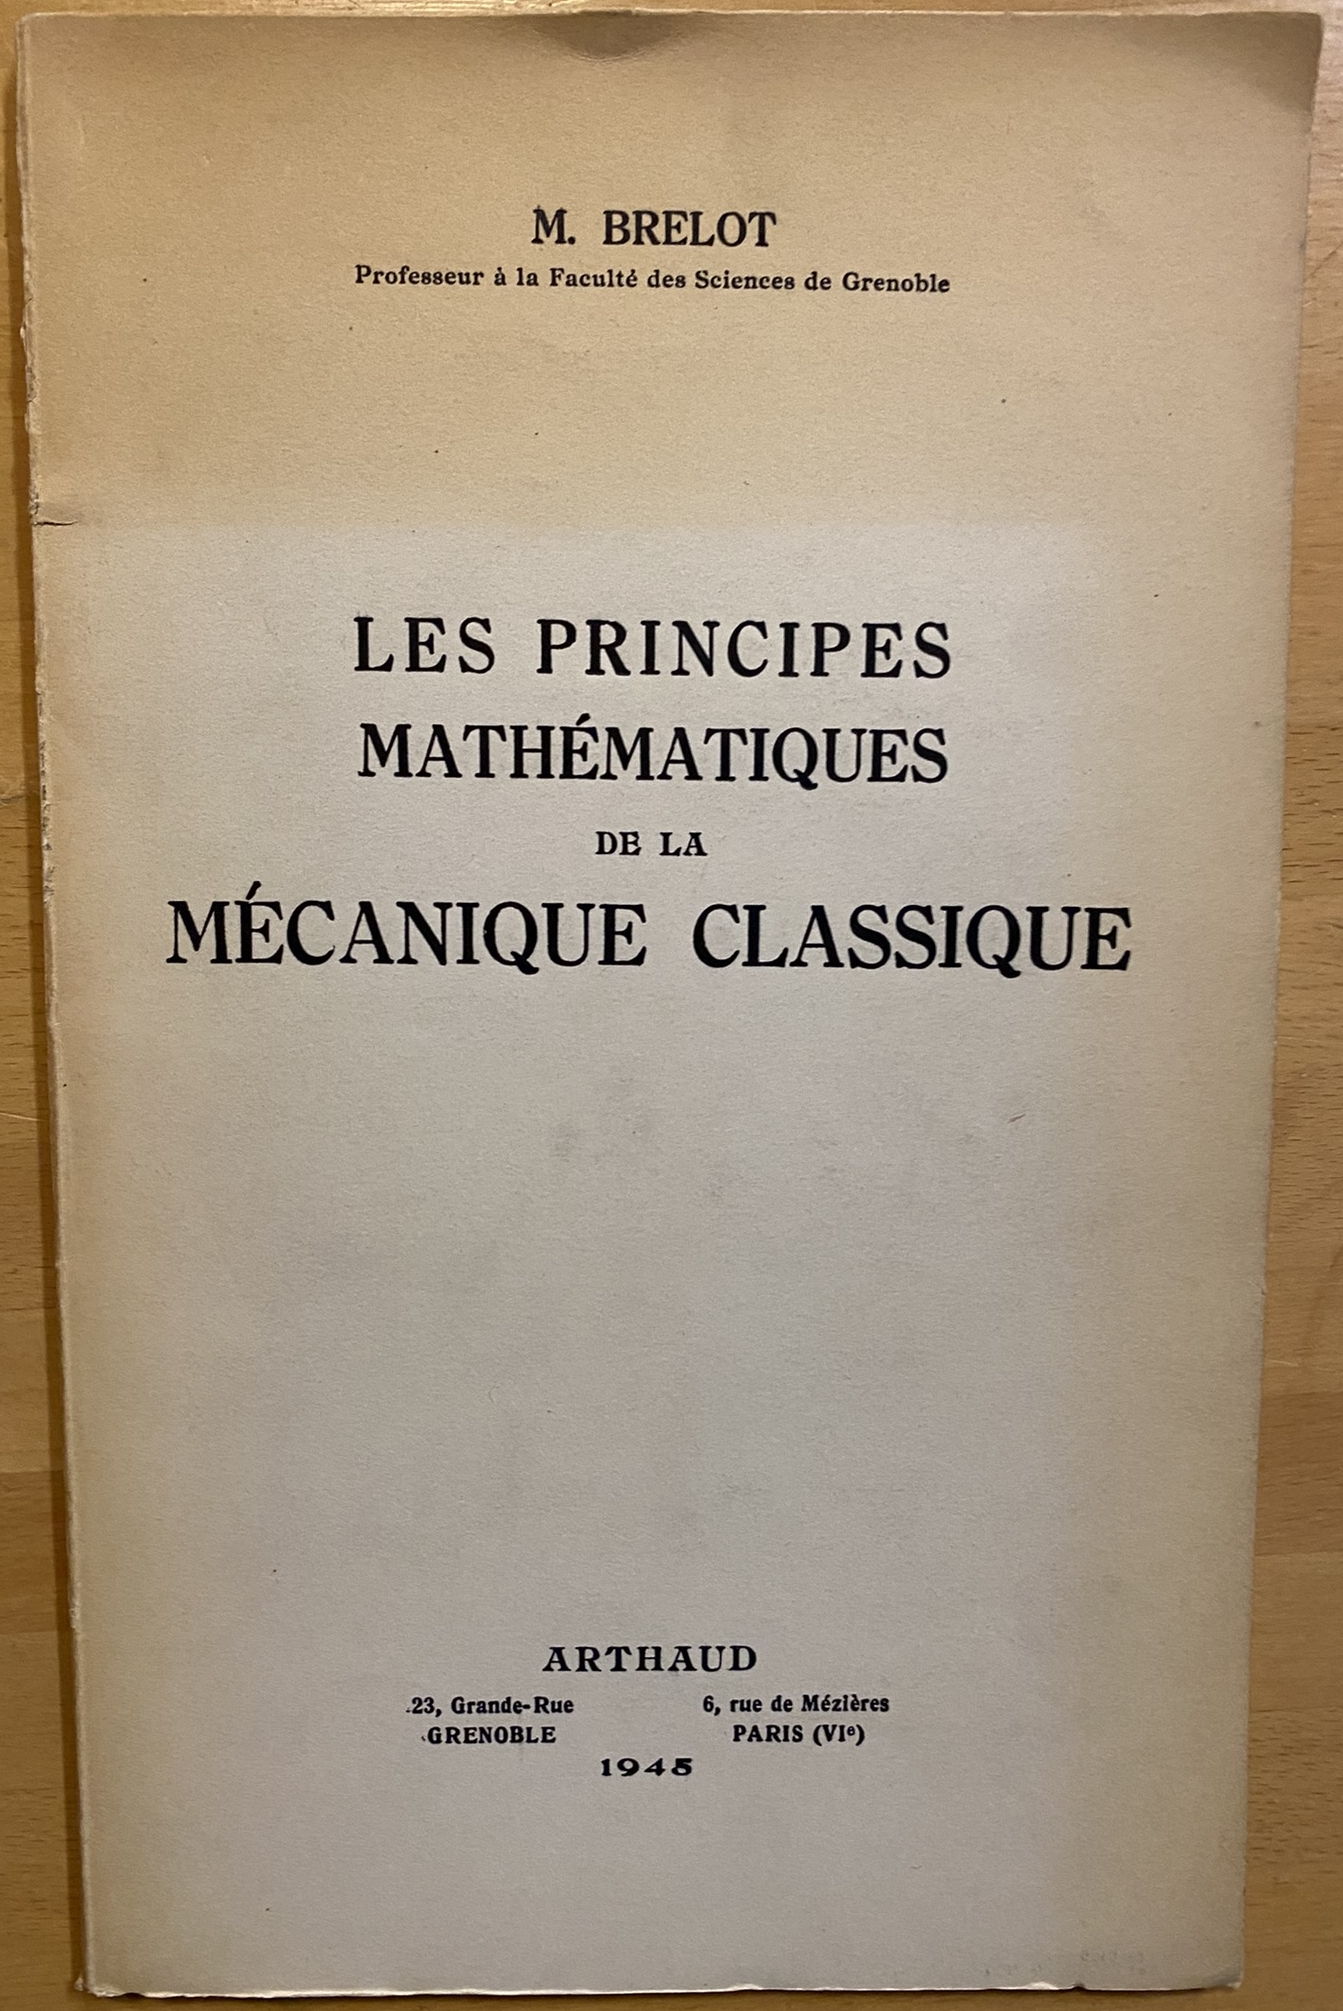 M. BRELOT
Professeur à la Faculté des Sciences de Grenoble
LES PRINCIPES
MATHÉMATIQUES
DE LA
MÉCANIQUE CLASSIQUE
ARTHAUD
23, Grande-Rue 6, rue de Mézières
GRENOBLE PARIS (VIe)
1945